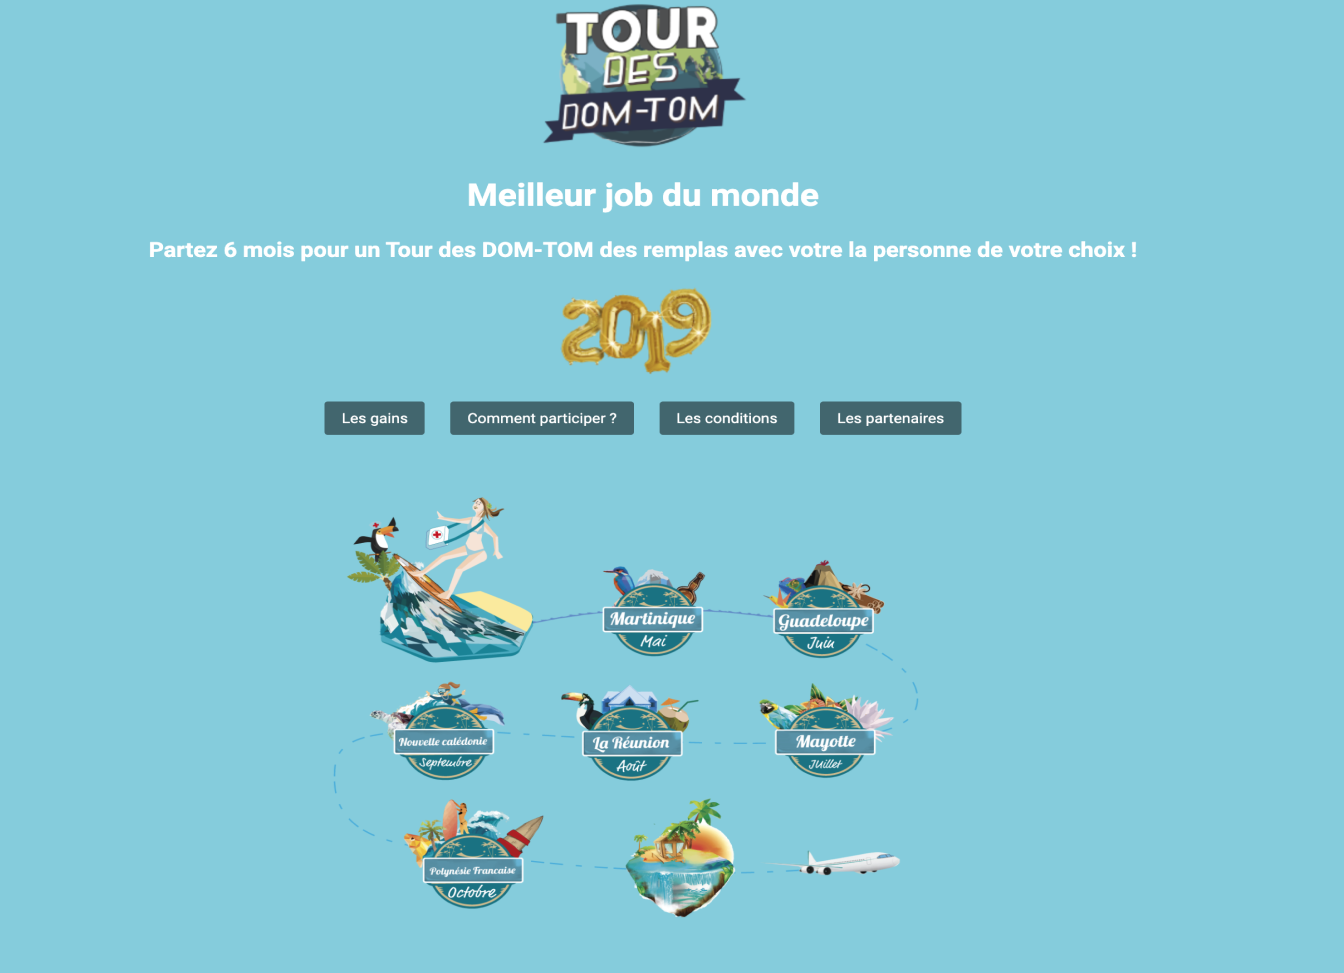 TOUR
DES
DOM-TOM
Meilleur job du monde
Partez 6 mois pour un Tour des DOM-TOM des remplas avec votre la personne de votre choix !
2019
Les gains
Comment participer ?
Les conditions
Les partenaires
Martinique
Mai
Guadeloupe
Juin
Nouvelle calédonie
Septembre
La Réunion
Août
Mayotte
JUillet
Polynésie Francaise
Octobre